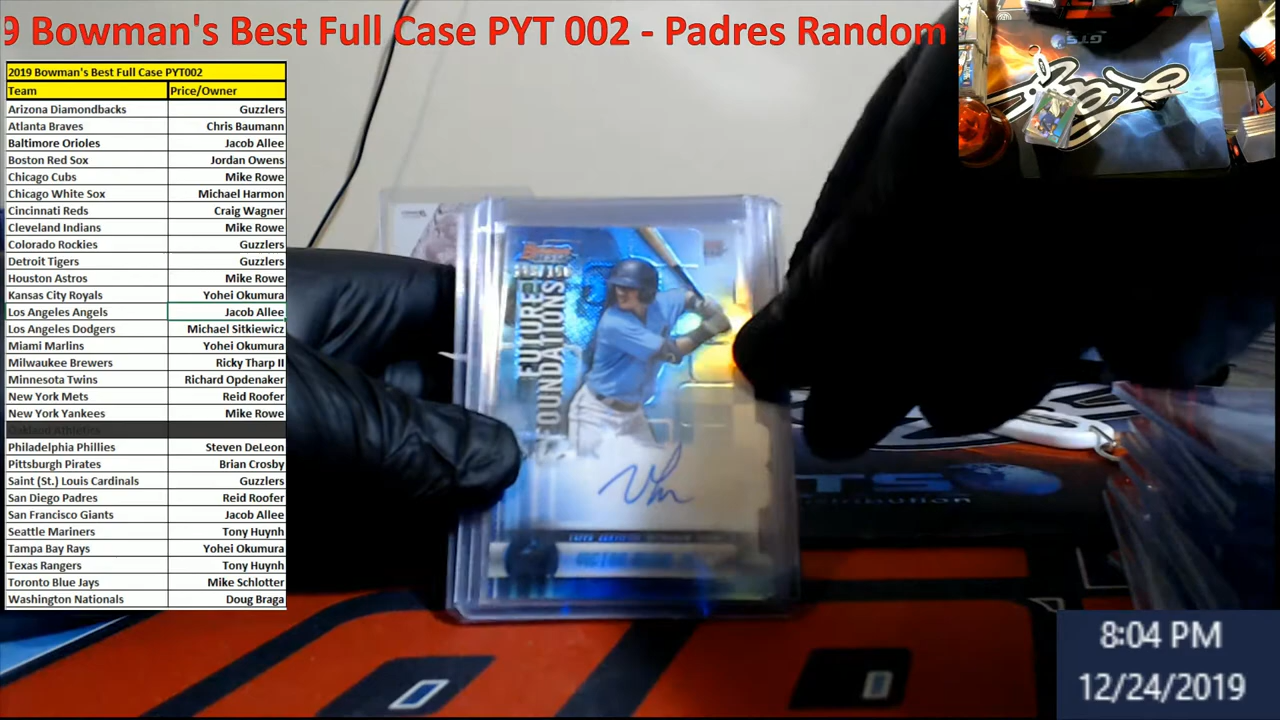 9 Bowman's Best Full Case PYT 002 - Padres Random
2019 Bowman's Best Full Case PYT002
Team Price/Owner
Arizona Diamondbacks Guzzlers
Atlanta Braves Chris Baumann
Baltimore Orioles Jacob Allee
Boston Red Sox Jordan Owens
Chicago Cubs Mike Rowe
Chicago White Sox Michael Harmon
Cincinnati Reds Craig Wagner
Cleveland Indians Mike Rowe
Colorado Rockies Guzzlers
Detroit Tigers Guzzlers
Houston Astros Mike Rowe
Kansas City Royals Yohei Okumura
Los Angeles Angels Jacob Allee
Los Angeles Dodgers Michael Sitkiewicz
Miami Marlins Yohei Okumura
Milwaukee Brewers Ricky Tharp II
Minnesota Twins Richard Opdenaker
New York Mets Reid Roofer
New York Yankees Mike Rowe
Oakland Athletics
Philadelphia Phillies Steven DeLeon
Pittsburgh Pirates Brian Crosby
Saint (St.) Louis Cardinals Guzzlers
San Diego Padres Reid Roofer
San Francisco Giants Jacob Allee
Seattle Mariners Tony Huynh
Tampa Bay Rays Yohei Okumura
Texas Rangers Tony Huynh
Toronto Blue Jays Mike Schlotter
Washington Nationals Doug Braga
FUTURE
FOUNDATIONS
GTS
8:04 PM
12/24/2019